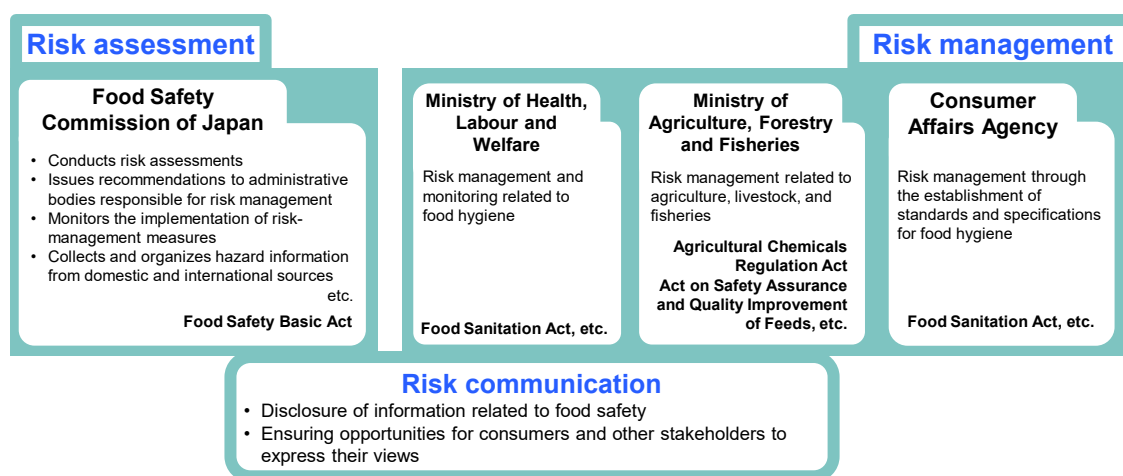 Risk assessment
Risk management
Food Safety
Commission of Japan
• Conducts risk assessments
• Issues recommendations to administrative
bodies responsible for risk management
• Monitors the implementation of risk-
management measures
• Collects and organizes hazard information
from domestic and international sources
etc.
Food Safety Basic Act
Ministry of Health,
Labour and
Welfare
Risk management and
monitoring related to
food hygiene
Food Sanitation Act, etc.
Ministry of
Agriculture, Forestry
and Fisheries
Risk management related to
agriculture, livestock, and
fisheries
Agricultural Chemicals
Regulation Act
Act on Safety Assurance
and Quality Improvement
of Feeds, etc.
Consumer
Affairs Agency
Risk management through
the establishment of
standards and specifications
for food hygiene
Food Sanitation Act, etc.
Risk communication
• Disclosure of information related to food safety
• Ensuring opportunities for consumers and other stakeholders to
express their views